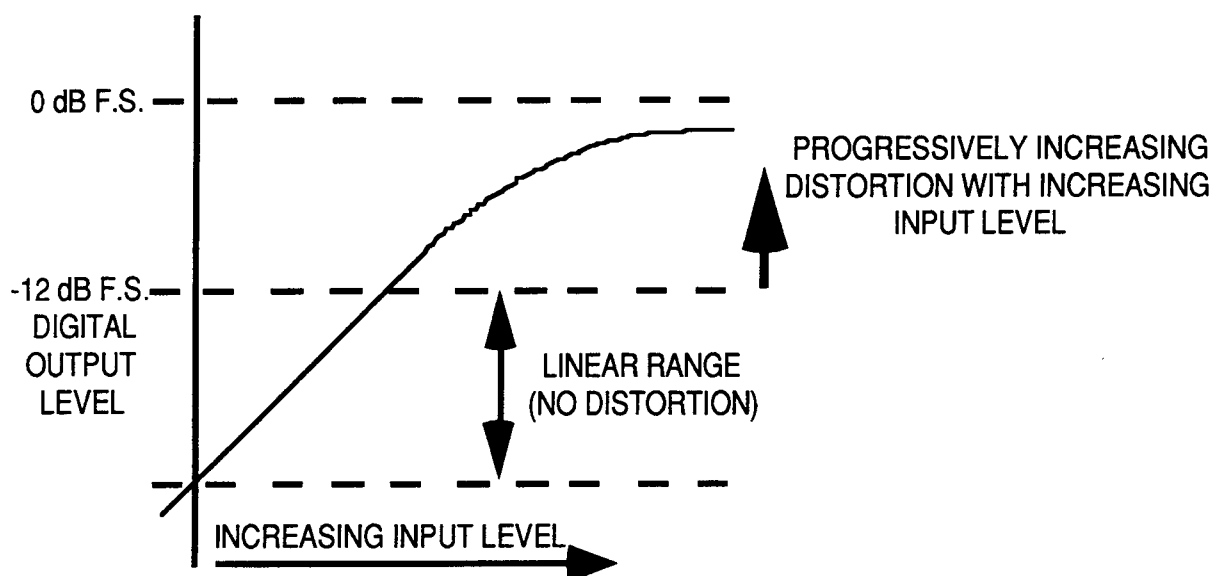 0 dB F.S.
PROGRESSIVELY INCREASING
DISTORTION WITH INCREASING
INPUT LEVEL
-12 dB F.S.
DIGITAL
OUTPUT
LEVEL
LINEAR RANGE
(NO DISTORTION)
INCREASING INPUT LEVEL